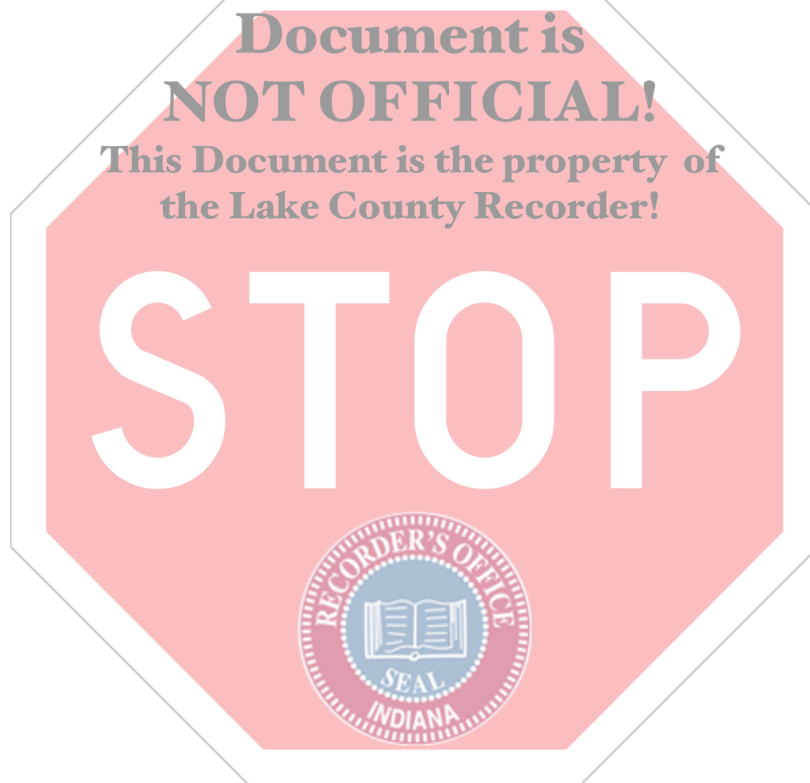 Document is
NOT OFFICIAL!
This Document is the property of
the Lake County Recorder!
STOP
RECORDER'S OFFICE
SEAL
INDIANA